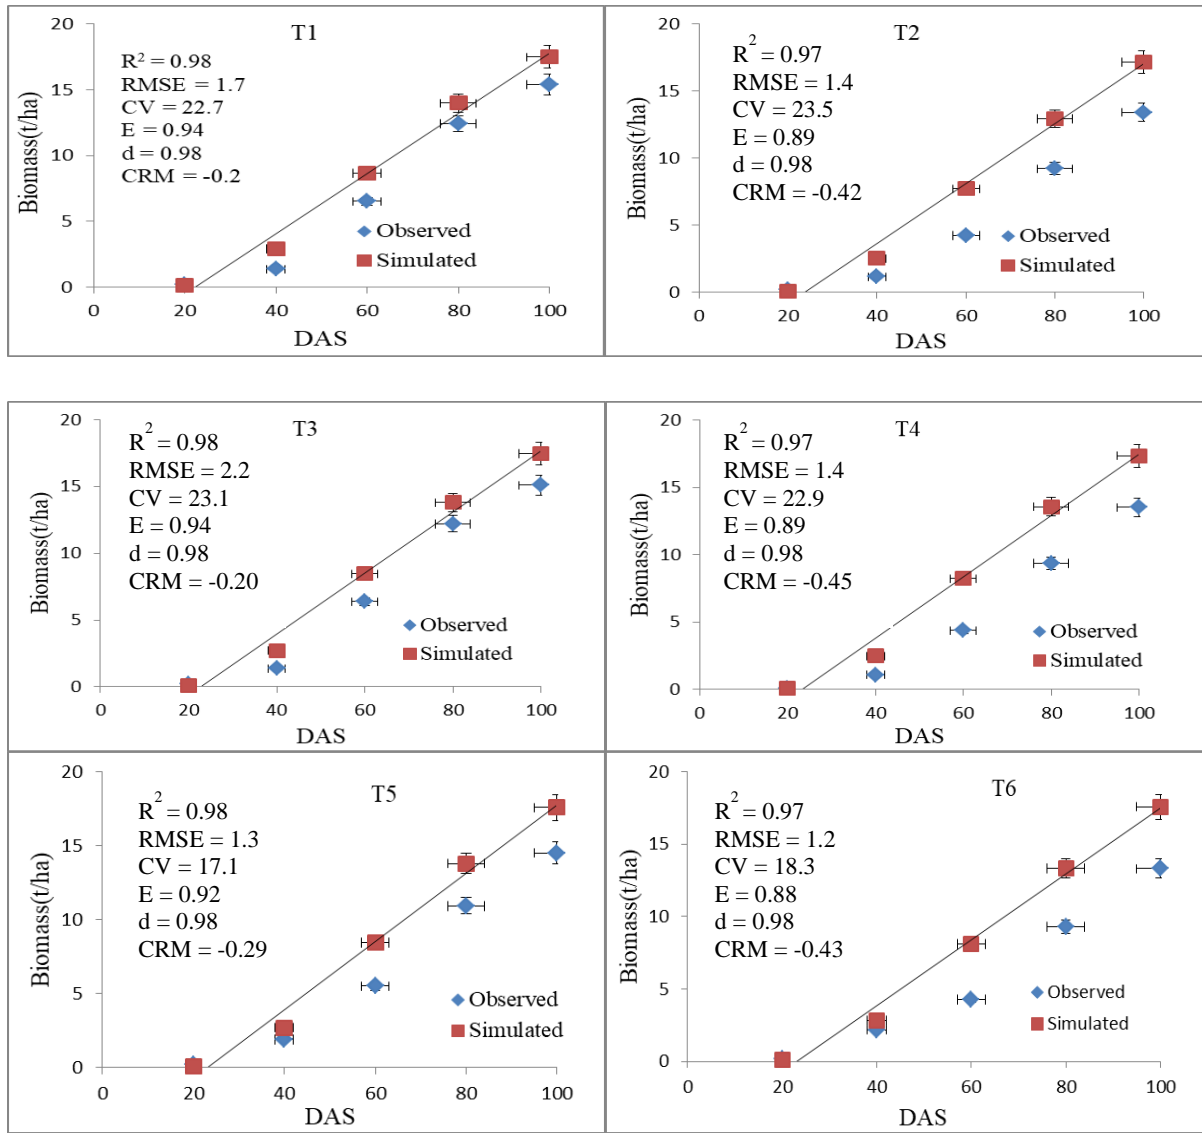 T1
R² = 0.98
RMSE = 1.7
CV = 22.7
E = 0.94
d = 0.98
CRM = -0.2
Biomass(t/ha)
20
15
10
5
0
Observed
Simulated
0 20 40 60 80 100
DAS
T2
R² = 0.97
RMSE = 1.4
CV = 23.5
E = 0.89
d = 0.98
CRM = -0.42
Biomass(t/ha)
20
15
10
5
0
Observed
Simulated
0 20 40 60 80 100
DAS
T3
R² = 0.98
RMSE = 2.2
CV = 23.1
E = 0.94
d = 0.98
CRM = -0.20
Biomass(t/ha)
20
15
10
5
0
Observed
Simulated
0 20 40 60 80 100
DAS
T4
R² = 0.97
RMSE = 1.4
CV = 22.9
E = 0.89
d = 0.98
CRM = -0.45
Biomass(t/ha)
20
15
10
5
0
Observed
Simulated
0 20 40 60 80 100
DAS
T5
R² = 0.98
RMSE = 1.3
CV = 17.1
E = 0.92
d = 0.98
CRM = -0.29
Biomass(t/ha)
20
15
10
5
0
Observed
Simulated
0 20 40 60 80 100
DAS
T6
R² = 0.97
RMSE = 1.2
CV = 18.3
E = 0.88
d = 0.98
CRM = -0.43
Biomass(t/ha)
20
15
10
5
0
Observed
Simulated
0 20 40 60 80 100
DAS